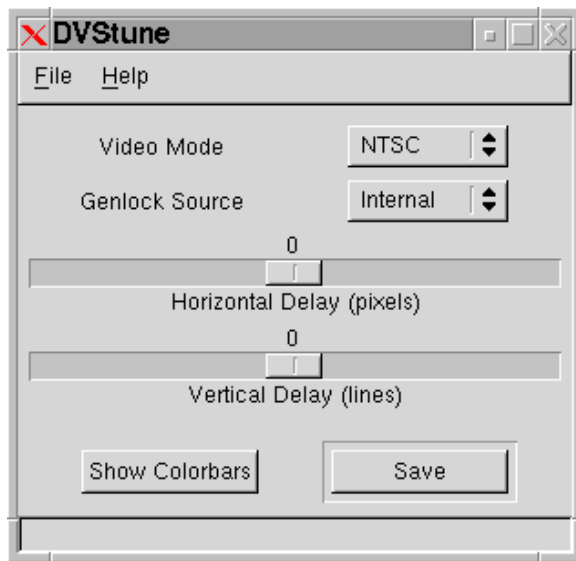 DVStune
File Help
Video Mode NTSC
Genlock Source Internal
0
Horizontal Delay (pixels)
0
Vertical Delay (lines)
Show Colorbars Save